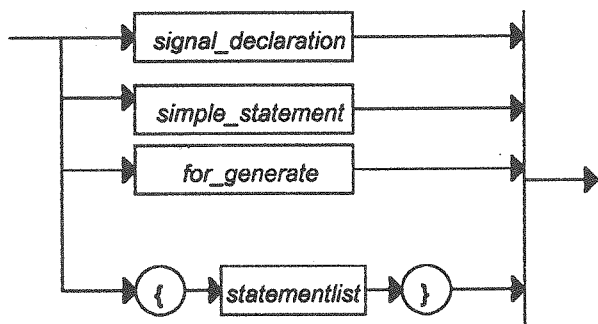 signal_declaration
simple_statement
for_generate
{ statementlist }